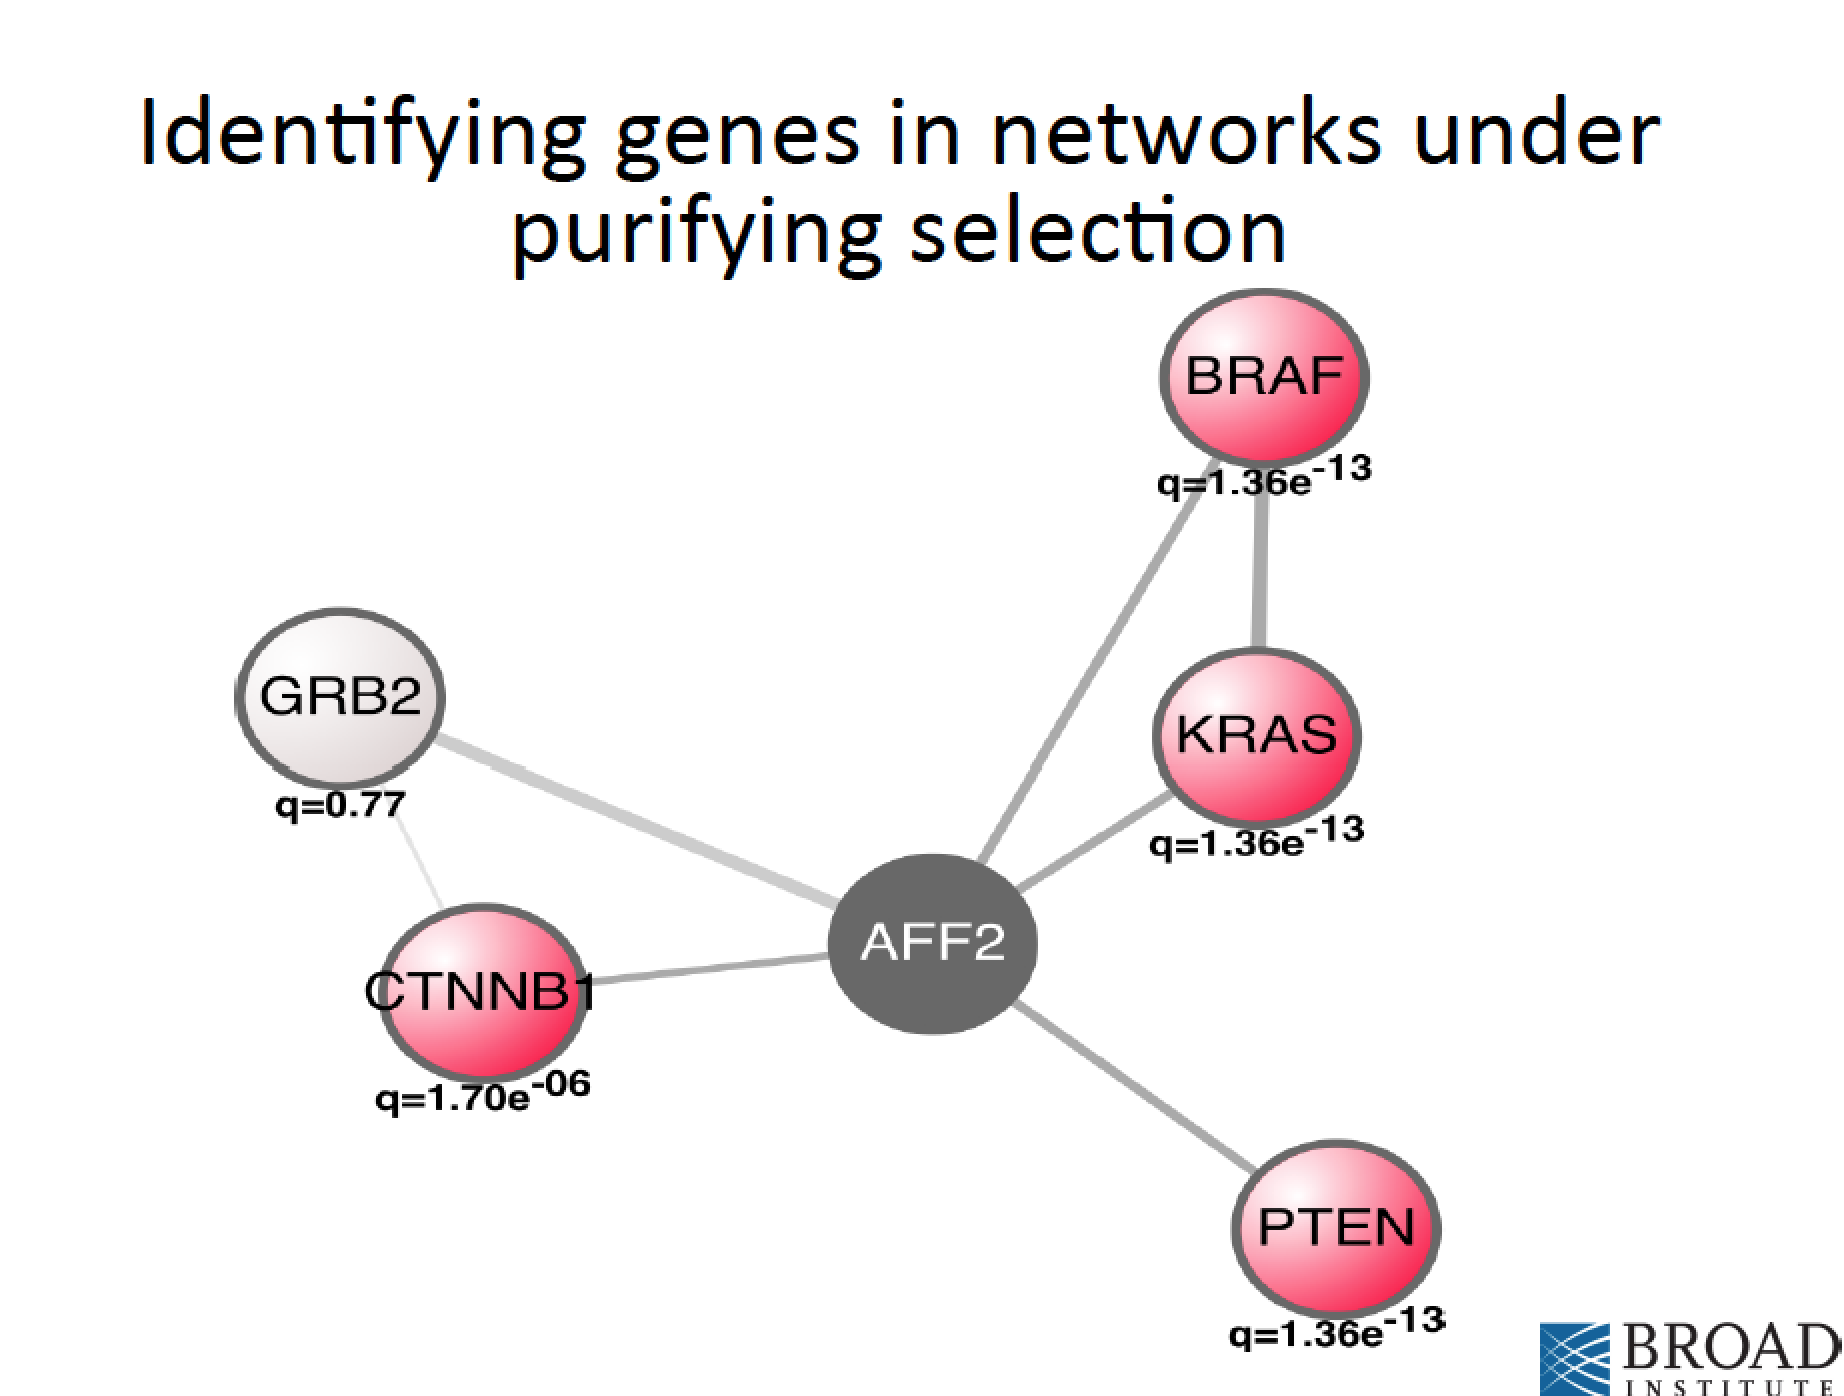 Identifying genes in networks under
purifying selection
BRAF
q=1.36e-13
GRB2
q=0.77
KRAS
q=1.36e-13
AFF2
CTNNB1
q=1.70e-06
PTEN
q=1.36e-13
BROAD
INSTITUTE